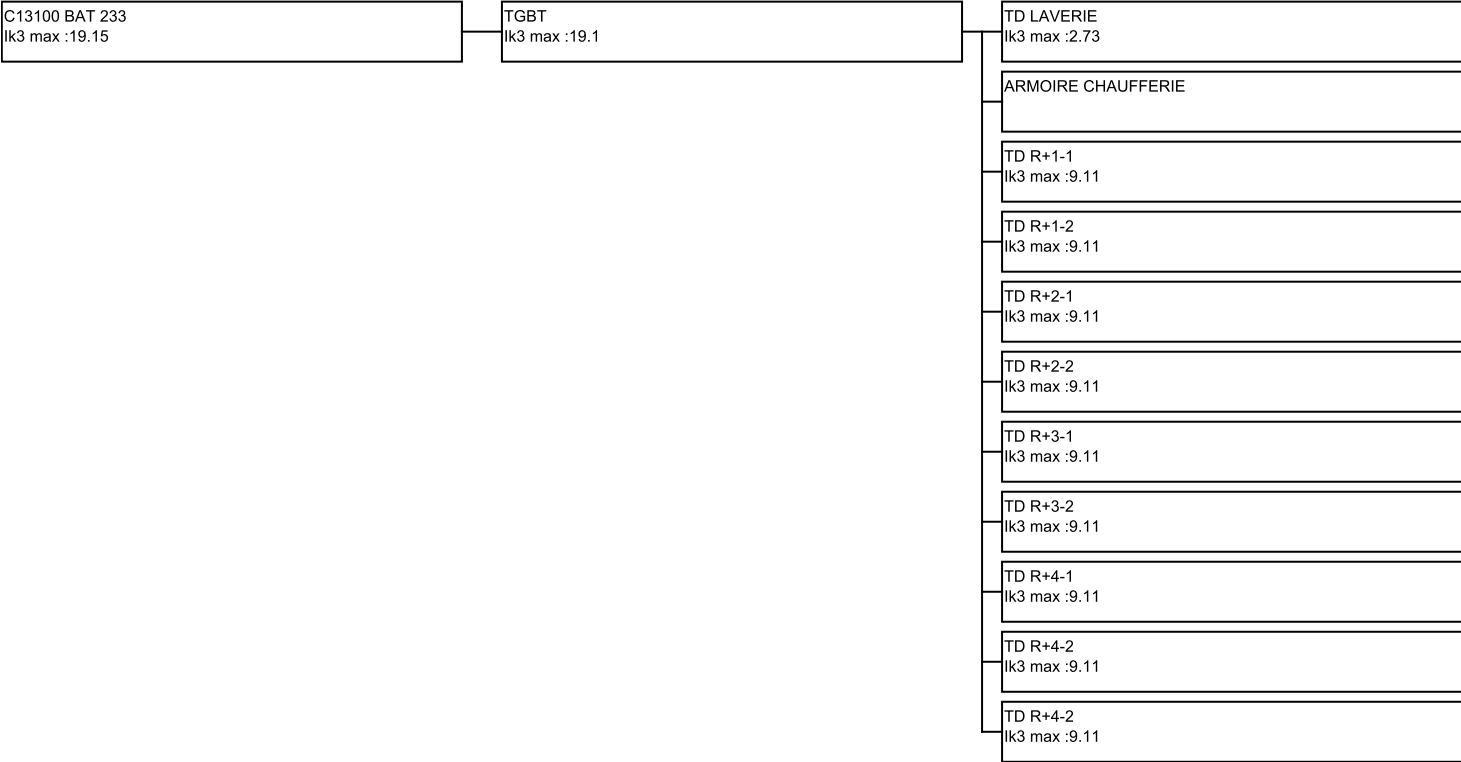 C13100 BAT 233
Ik3 max :19.15
TGBT
Ik3 max :19.1
TD LAVERIE
Ik3 max :2.73
ARMOIRE CHAUFFERIE
TD R+1-1
Ik3 max :9.11
TD R+1-2
Ik3 max :9.11
TD R+2-1
Ik3 max :9.11
TD R+2-2
Ik3 max :9.11
TD R+3-1
Ik3 max :9.11
TD R+3-2
Ik3 max :9.11
TD R+4-1
Ik3 max :9.11
TD R+4-2
Ik3 max :9.11
TD R+4-2
Ik3 max :9.11